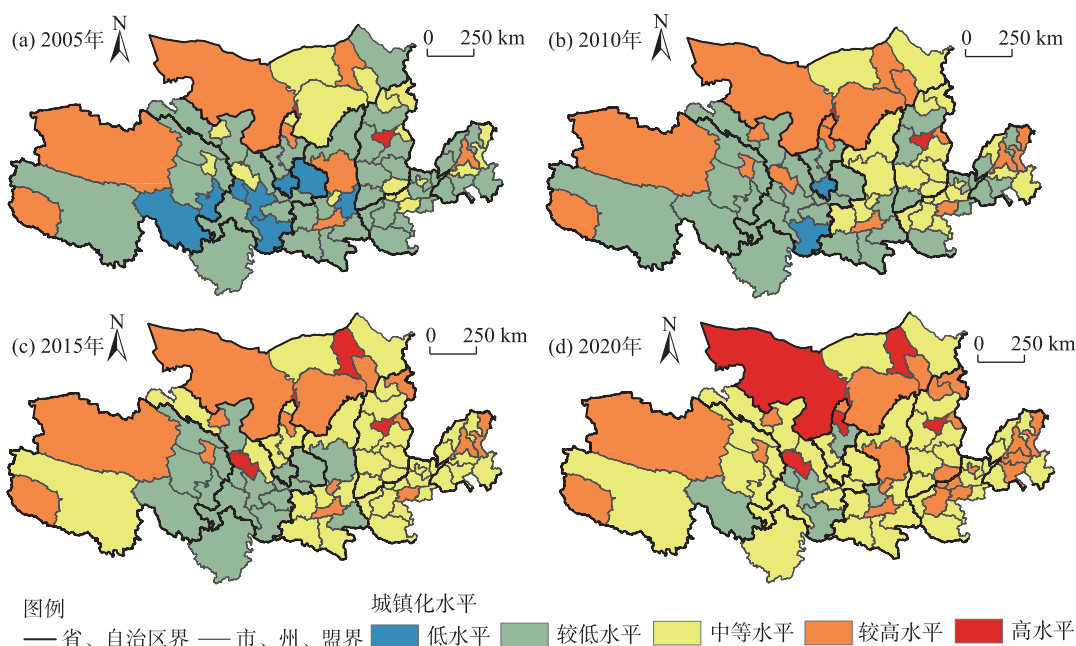 (a) 2005年
N
0 250 km
(b) 2010年
N
0 250 km
(c) 2015年
N
0 250 km
(d) 2020年
N
0 250 km
图例
城镇化水平
省、自治区界 市、州、盟界 低水平 较低水平 中等水平 较高水平 高水平